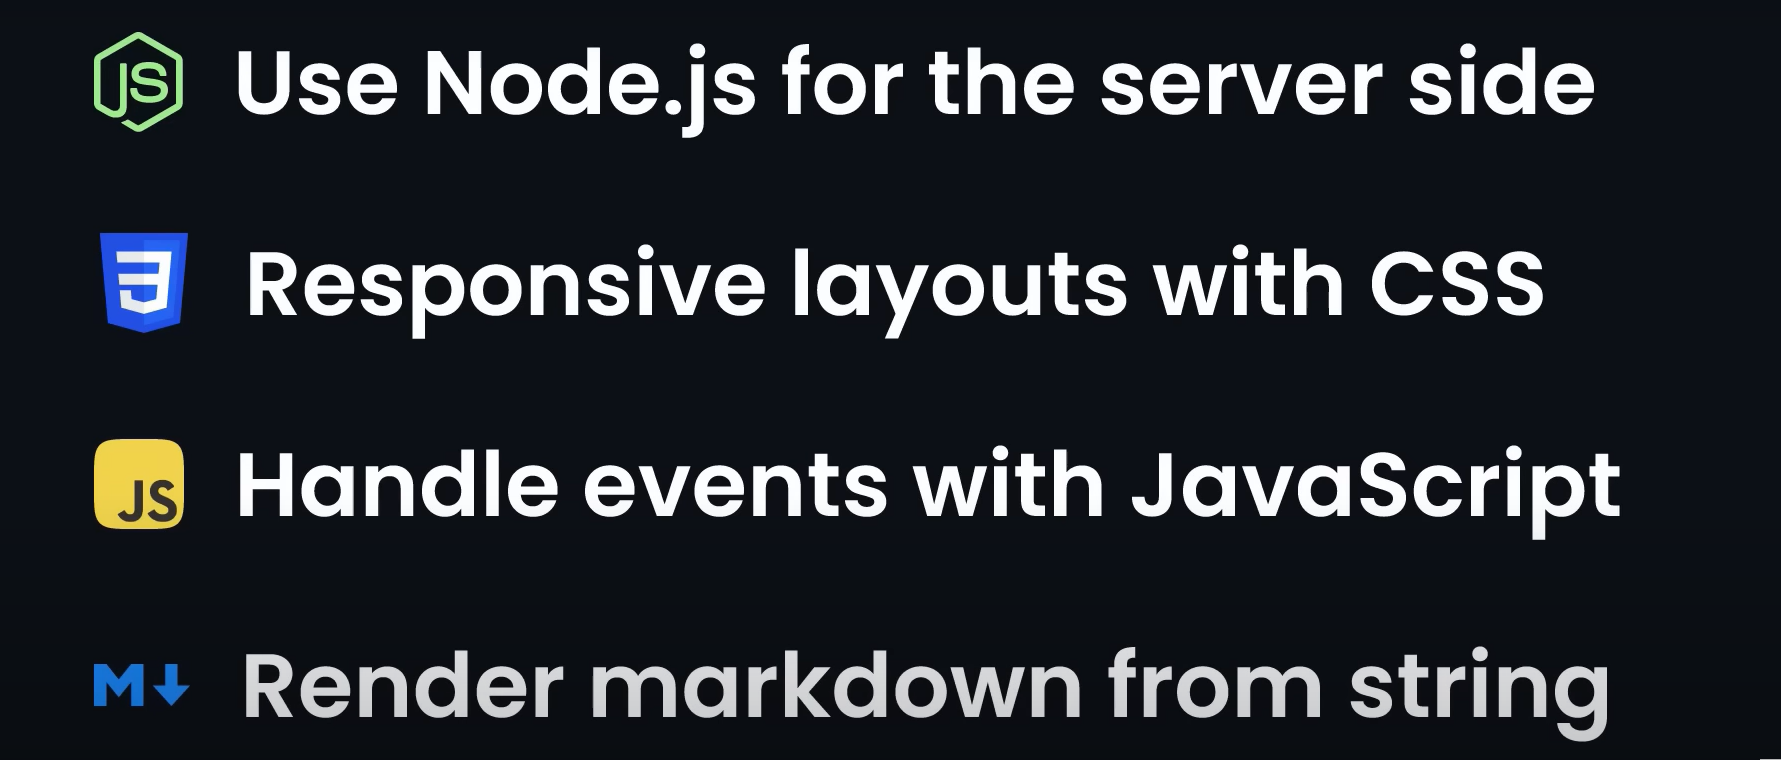 JS Use Node.js for the server side
3 Responsive layouts with CSS
JS Handle events with JavaScript
M Render markdown from string